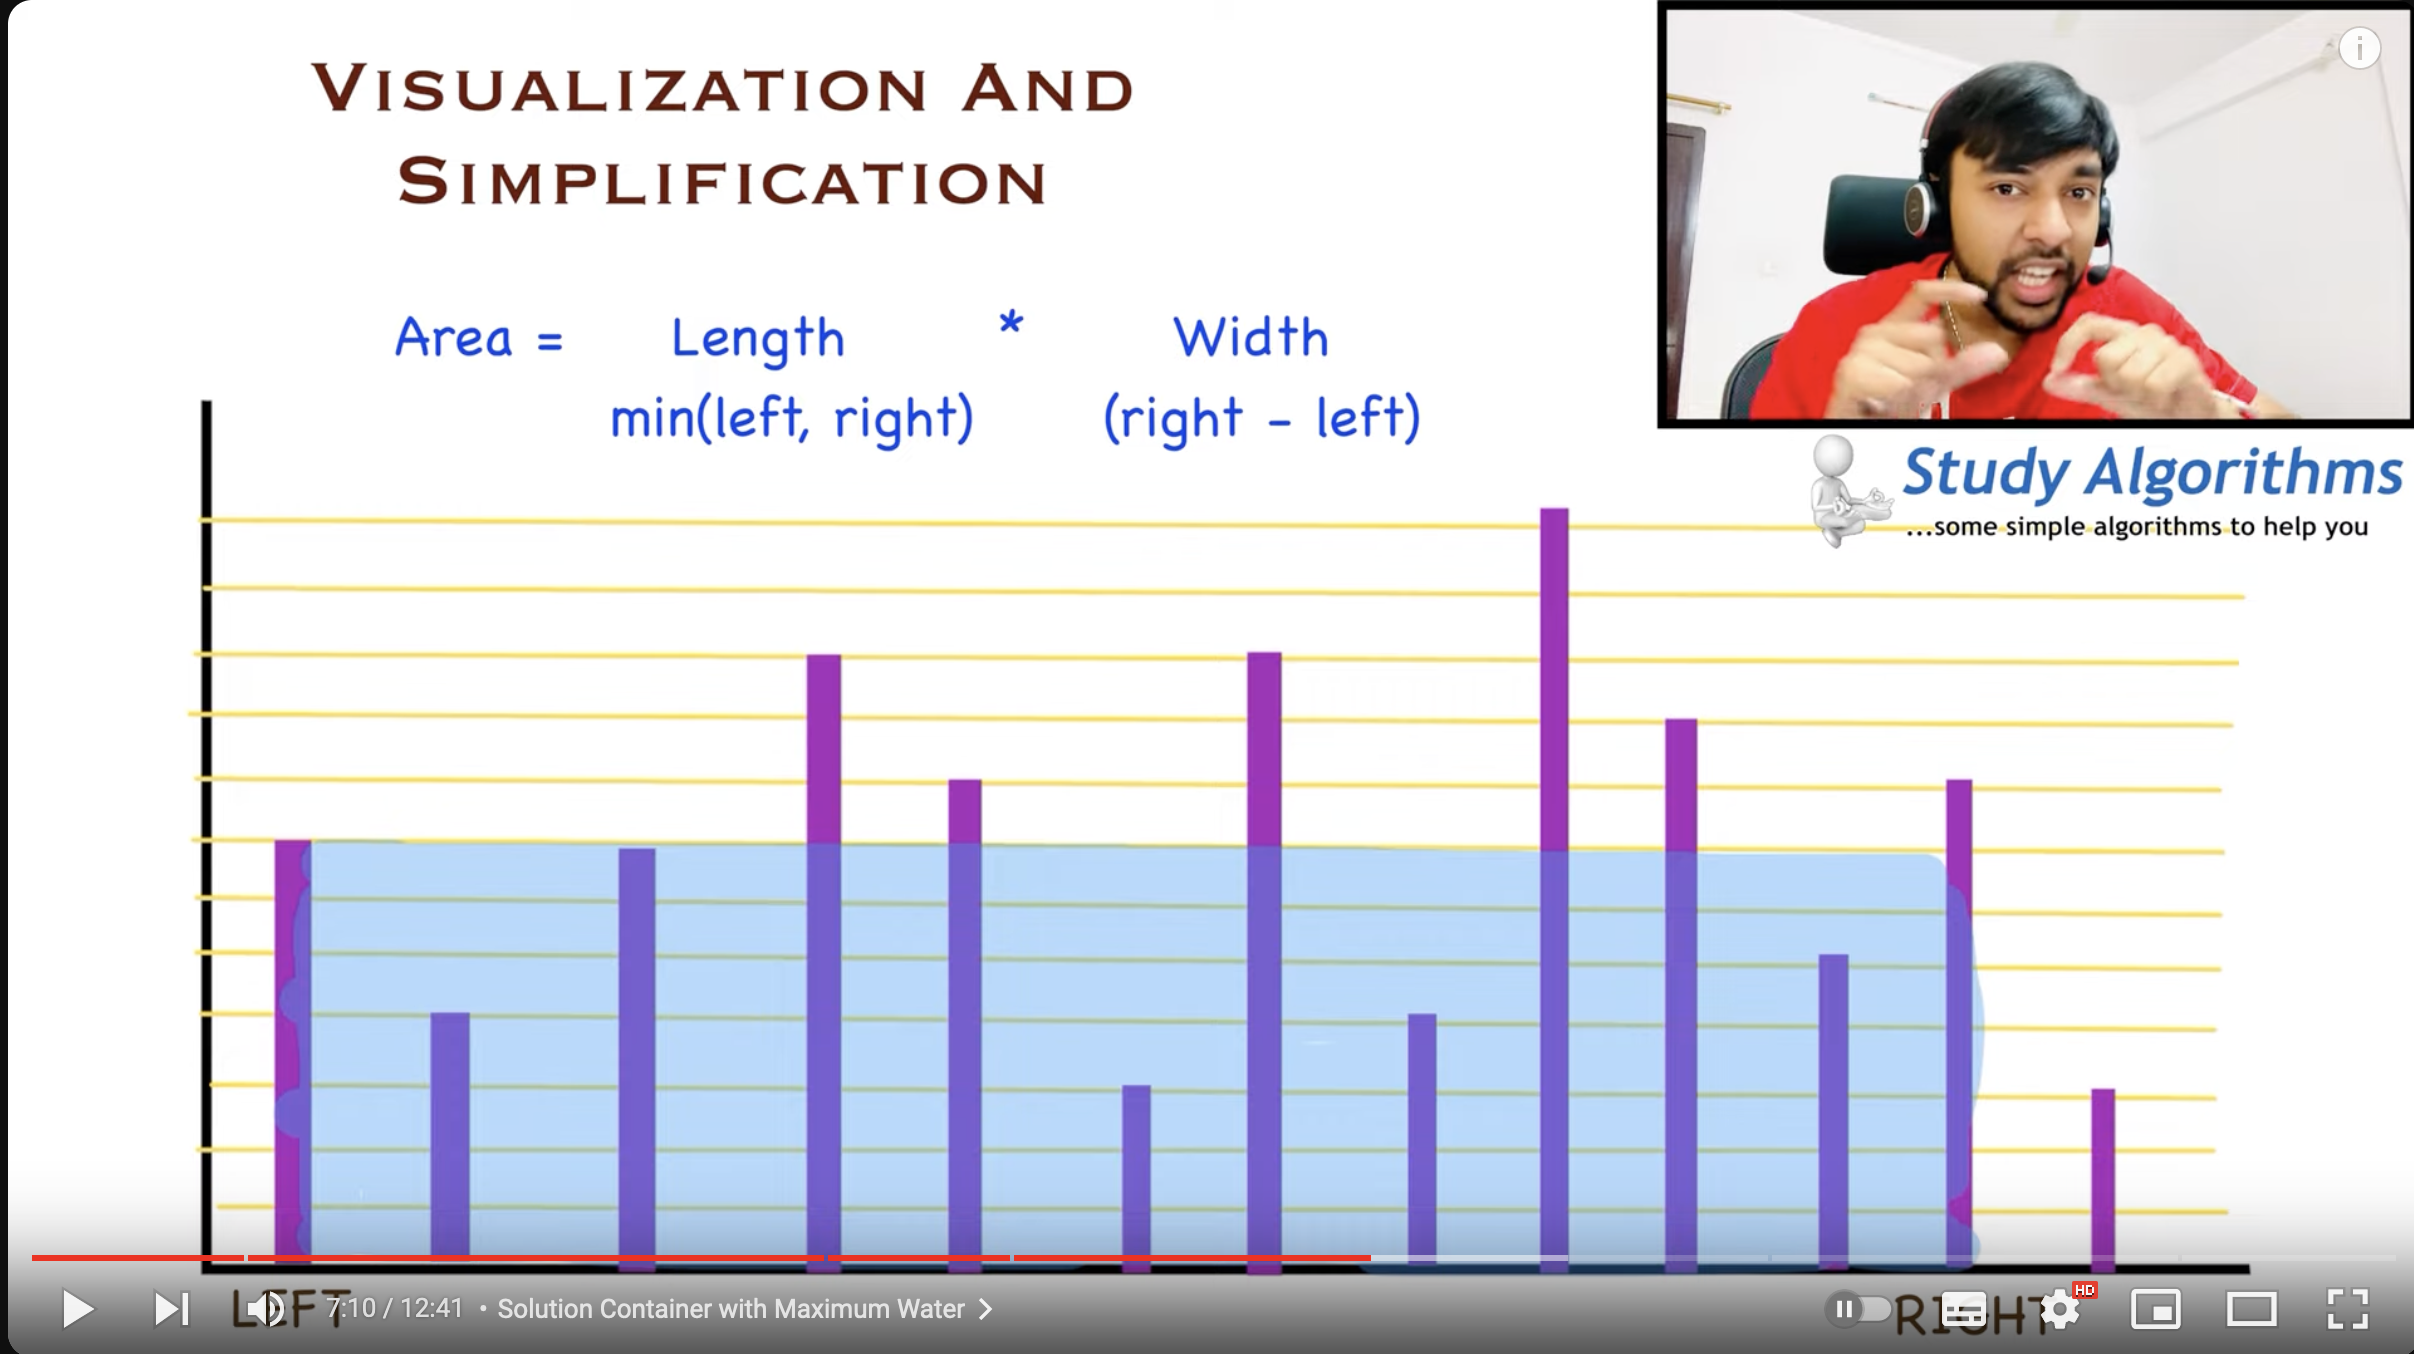 VISUALIZATION AND
SIMPLIFICATION
Area = Length * Width
min(left, right) (right - left)
Study Algorithms
...some simple algorithms to help you
LEFT
RIGHT
7:10 / 12:41 • Solution Container with Maximum Water
HD